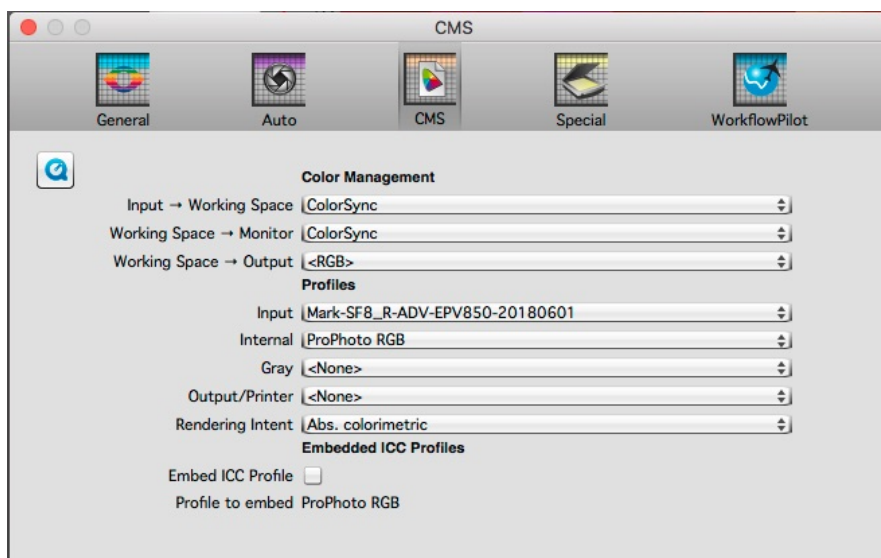 CMS
General Auto CMS Special WorkflowPilot
Color Management
Input → Working Space ColorSync
Working Space → Monitor ColorSync
Working Space → Output <RGB>
Profiles
Input Mark-SF8_R-ADV-EPV850-20180601
Internal ProPhoto RGB
Gray <None>
Output/Printer <None>
Rendering Intent Abs. colorimetric
Embedded ICC Profiles
Embed ICC Profile
Profile to embed ProPhoto RGB